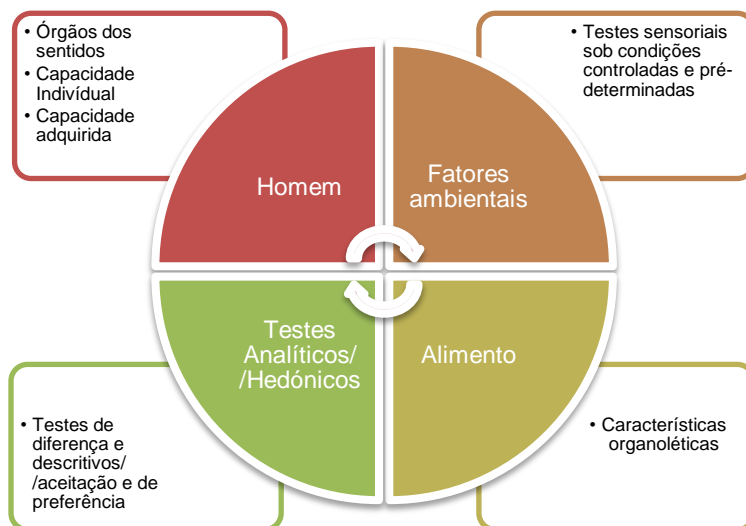 • Órgãos dos
sentidos
• Capacidade
Indivídual
• Capacidade
adquirida
• Testes sensoriais
sob condições
controladas e pré-
determinadas
Homem
Fatores
ambientais
Testes
Analíticos/
/Hedónicos
Alimento
• Testes de
diferença e
descritivos/
/aceitação e de
preferência
• Características
organoléticas